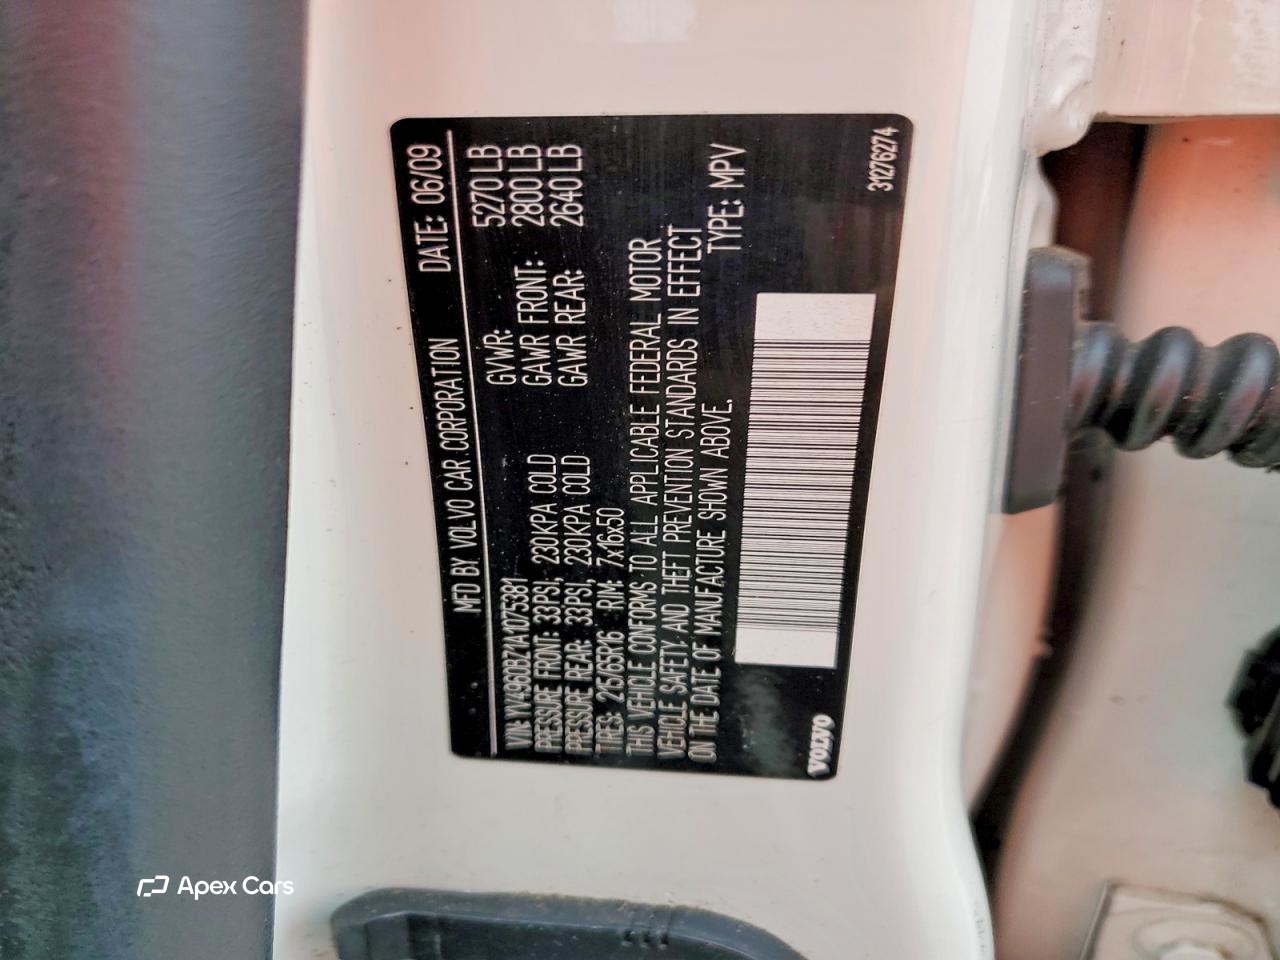 MFD BY VOLVO CAR CORPORATION DATE: 06/09
VIN: YV4960BZ1A1075381 GVWR: 5270 LB
PRESSURE FRONT: 33PSI, 230KPA COLD GAWR FRONT: 2800 LB
PRESSURE REAR: 33PSI, 230KPA COLD GAWR REAR: 2640 LB
TIRES: 215/65R16 RIM: 7x16x50
THIS VEHICLE CONFORMS TO ALL APPLICABLE FEDERAL MOTOR
VEHICLE SAFETY AND THEFT PREVENTION STANDARDS IN EFFECT
ON THE DATE OF MANUFACTURE SHOWN ABOVE. TYPE: MPV
VOLVO 31276274
Apex Cars